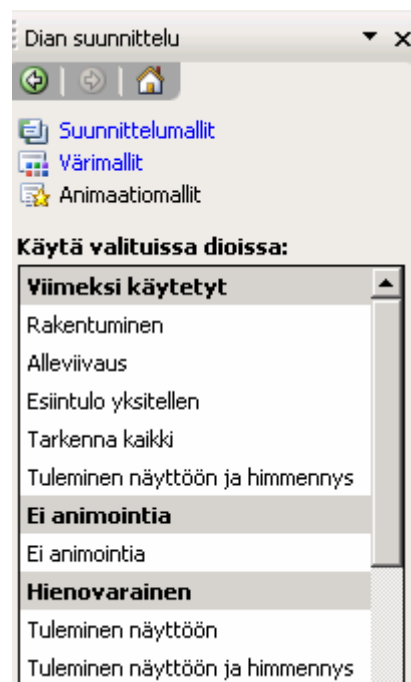 Dian suunnittelu
Suunnittelumallit
Värimallit
Animaatiomallit
Käytä valituissa dioissa:
Viimeksi käytetyt
Rakentuminen
Alleviivaus
Esiintulo yksitellen
Tarkenna kaikki
Tuleminen näyttöön ja himmennys
Ei animointia
Ei animointia
Hienovarainen
Tuleminen näyttöön
Tuleminen näyttöön ja himmennys